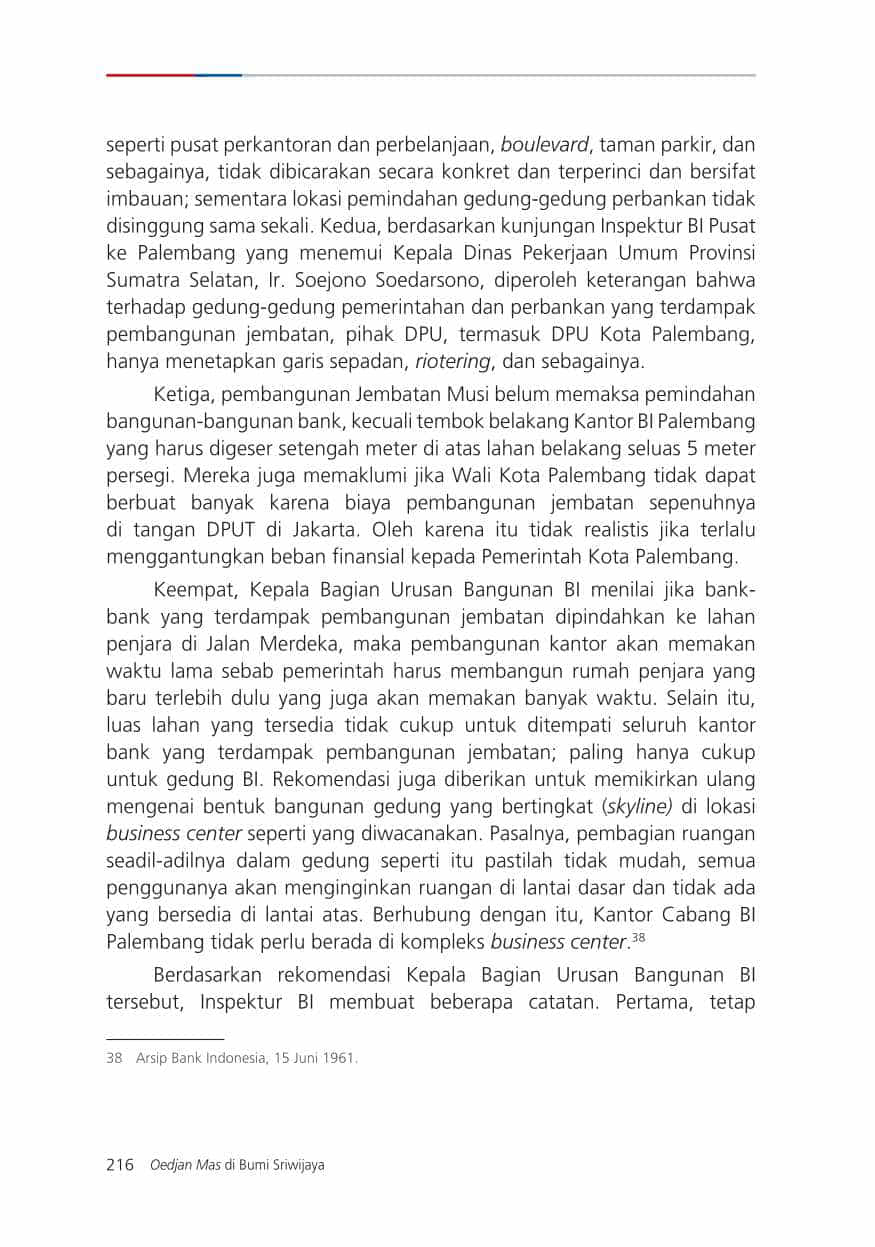 seperti pusat perkantoran dan perbelanjaan, boulevard, taman parkir, dan
sebagainya, tidak dibicarakan secara konkret dan terperinci dan bersifat
imbauan; sementara lokasi pemindahan gedung-gedung perbankan tidak
disinggung sama sekali. Kedua, berdasarkan kunjungan Inspektur BI Pusat
ke Palembang yang menemui Kepala Dinas Pekerjaan Umum Provinsi
Sumatra Selatan, Ir. Soejono Soedarsono, diperoleh keterangan bahwa
terhadap gedung-gedung pemerintahan dan perbankan yang terdampak
pembangunan jembatan, pihak DPU, termasuk DPU Kota Palembang,
hanya menetapkan garis sepadan, riotering, dan sebagainya.
Ketiga, pembangunan Jembatan Musi belum memaksa pemindahan
bangunan-bangunan bank, kecuali tembok belakang Kantor BI Palembang
yang harus digeser setengah meter di atas lahan belakang seluas 5 meter
persegi. Mereka juga memaklumi jika Wali Kota Palembang tidak dapat
berbuat banyak karena biaya pembangunan jembatan sepenuhnya
di tangan DPUT di Jakarta. Oleh karena itu tidak realistis jika terlalu
menggantungkan beban finansial kepada Pemerintah Kota Palembang.
Keempat, Kepala Bagian Urusan Bangunan BI menilai jika bank-
bank yang terdampak pembangunan jembatan dipindahkan ke lahan
penjara di Jalan Merdeka, maka pembangunan kantor akan memakan
waktu lama sebab pemerintah harus membangun rumah penjara yang
baru terlebih dulu yang juga akan memakan banyak waktu. Selain itu,
luas lahan yang tersedia tidak cukup untuk ditempati seluruh kantor
bank yang terdampak pembangunan jembatan; paling hanya cukup
untuk gedung BI. Rekomendasi juga diberikan untuk memikirkan ulang
mengenai bentuk bangunan gedung yang bertingkat (skyline) di lokasi
business center seperti yang diwacanakan. Pasalnya, pembagian ruangan
seadil-adilnya dalam gedung seperti itu pastilah tidak mudah, semua
penggunanya akan menginginkan ruangan di lantai dasar dan tidak ada
yang bersedia di lantai atas. Berhubung dengan itu, Kantor Cabang BI
Palembang tidak perlu berada di kompleks business center.38
Berdasarkan rekomendasi Kepala Bagian Urusan Bangunan BI
tersebut, Inspektur BI membuat beberapa catatan. Pertama, tetap
38 Arsip Bank Indonesia, 15 Juni 1961.
216 Oedjan Mas di Bumi Sriwijaya